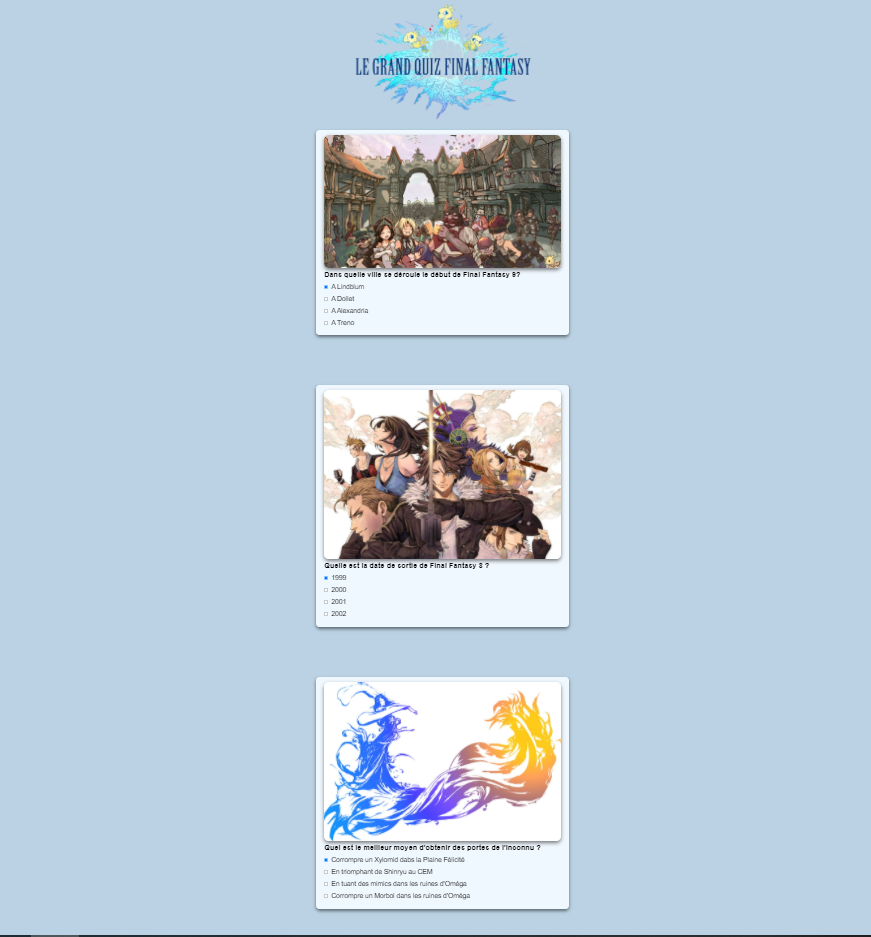 LE GRAND QUIZ FINAL FANTASY
Dans quelle ville se déroule le début de Final Fantasy 9?
A Lindblum
A Dollet
A Alexandria
A Treno
Quelle est la date de sortie de Final Fantasy 8 ?
1999
2000
2001
2002
Quel est le meilleur moyen d'obtenir des portes de l'inconnu ?
Corrompre un Xylomid dabs la Plaine Félicité
En triomphant de Shinryu au CEM
En tuant des mimics dans les ruines d'Oméga
Corrompre un Morbol dans les ruines d'Oméga